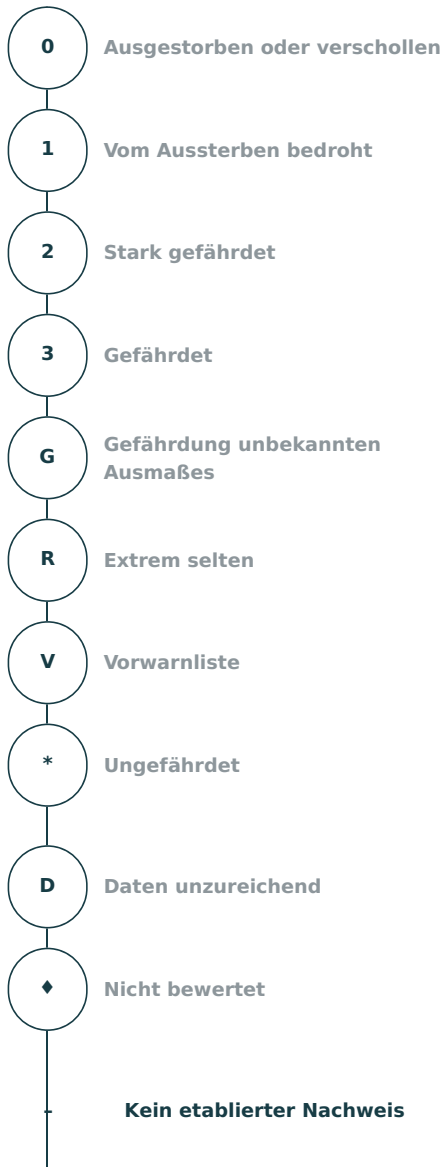 0 Ausgestorben oder verschollen
1 Vom Aussterben bedroht
2 Stark gefährdet
3 Gefährdet
G Gefährdung unbekannten
Ausmaßes
R Extrem selten
V Vorwarnliste
* Ungefährdet
D Daten unzureichend
♦ Nicht bewertet
- Kein etablierter Nachweis